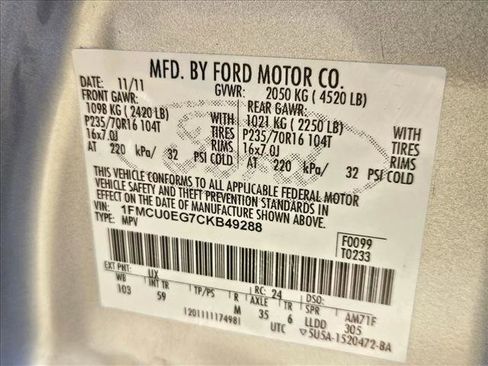 MFD. BY FORD MOTOR CO.
DATE: 11/11 GVWR: 2050 KG ( 4520 LB)
FRONT GAWR: REAR GAWR:
1098 KG ( 2420 LB) WITH 1021 KG ( 2250 LB) WITH
P235/70R16 104T TIRES P235/70R16 104T TIRES
16x7.0J RIMS 16x7.0J RIMS
AT 220 kPa/ 32 PSI COLD AT 220 kPa/ 32 PSI COLD
THIS VEHICLE CONFORMS TO ALL APPLICABLE FEDERAL MOTOR
VEHICLE SAFETY AND THEFT PREVENTION STANDARDS IN EFFECT
ON THE DATE OF MANUFACTURE SHOWN ABOVE.
VIN: 1FMCU0EG7CKB49288
TYPE: MPV
F0099
T0233
EXT PNT: UX RC: 24 DSO:
WB INT TR TP/PS R AXLE TR SPR AM71F
103 59 M 35 6 LLDD 305
UTC ▽5U5A-1520472-BA
(20111117498)